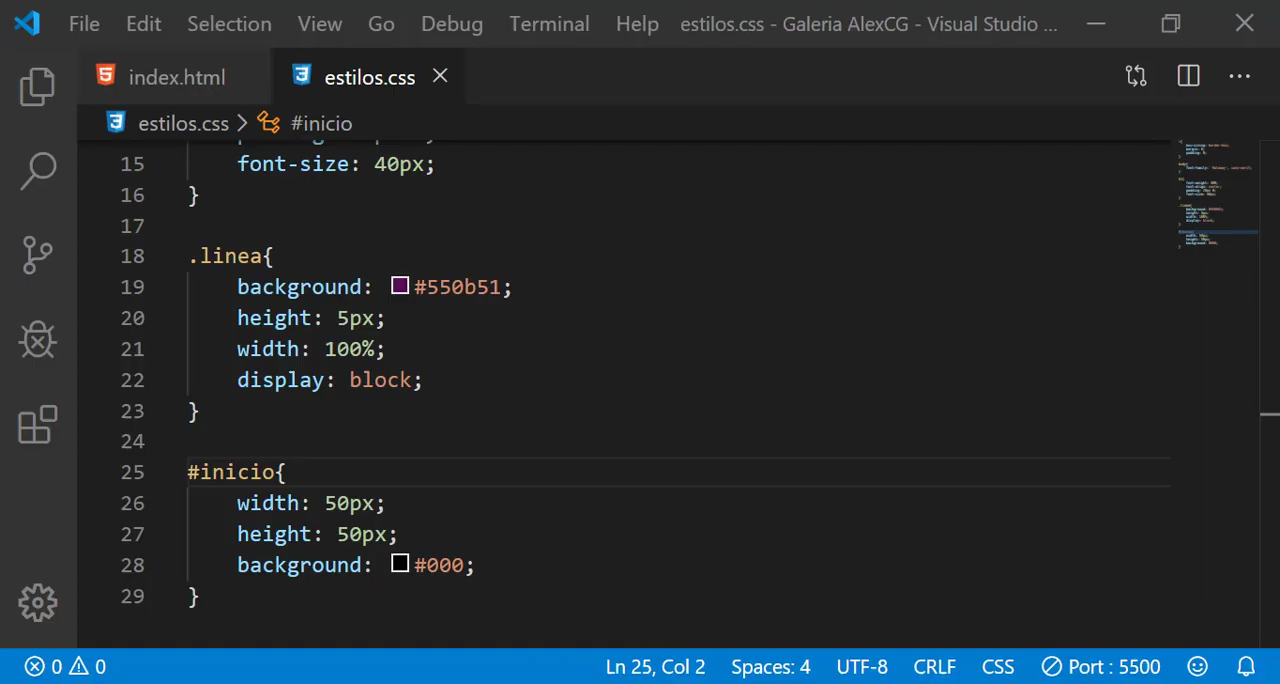 File Edit Selection View Go Debug Terminal Help estilos.css - Galeria AlexCG - Visual Studio ...
index.html estilos.css
estilos.css > #inicio
15 font-size: 40px;
16 }
17
18 .linea{
19 background: #550b51;
20 height: 5px;
21 width: 100%;
22 display: block;
23 }
24
25 #inicio{
26 width: 50px;
27 height: 50px;
28 background: #000;
29 }
0 0 Ln 25, Col 2 Spaces: 4 UTF-8 CRLF CSS Port : 5500